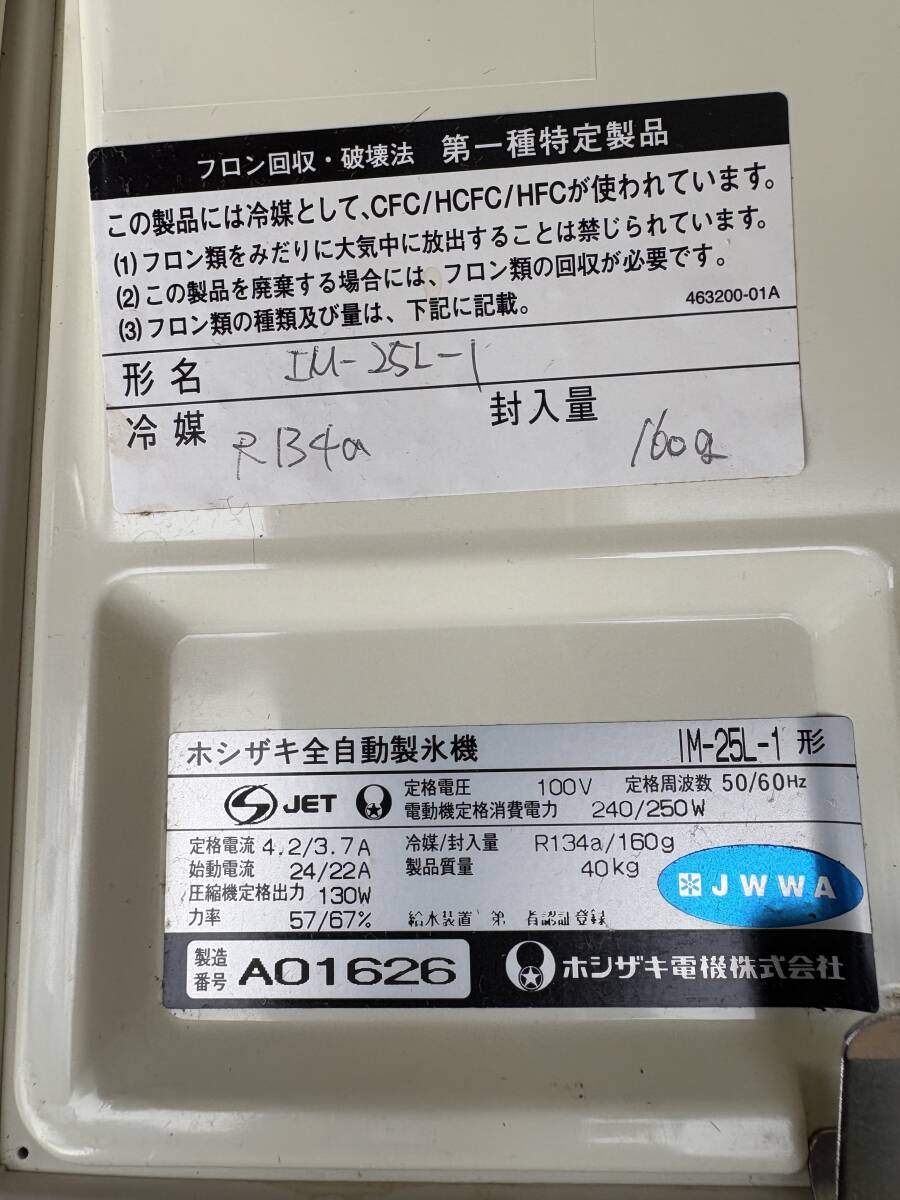 フロン回収・破壊法 第一種特定製品
この製品には冷媒として、CFC/HCFC/HFCが使われています。
(1)フロン類をみだりに大気中に放出することは禁じられています。
(2)この製品を廃棄する場合には、フロン類の回収が必要です。
(3)フロン類の種類及び量は、下記に記載。
463200-01A
形名 IM-25L-1
冷媒 R134a 封入量 160g
ホシザキ全自動製氷機 IM-25L-1 形
JET 定格電圧 100V 定格周波数 50/60Hz
電動機定格消費電力 240/250W
定格電流 4.2/3.7A 冷媒/封入量 R134a/160g
始動電流 24/22A 製品質量 40kg
圧縮機定格出力 130W
JWWA
力率 57/67% 給水装置 第 者認証登録
製造番号 A01626 ホシザキ電機株式会社